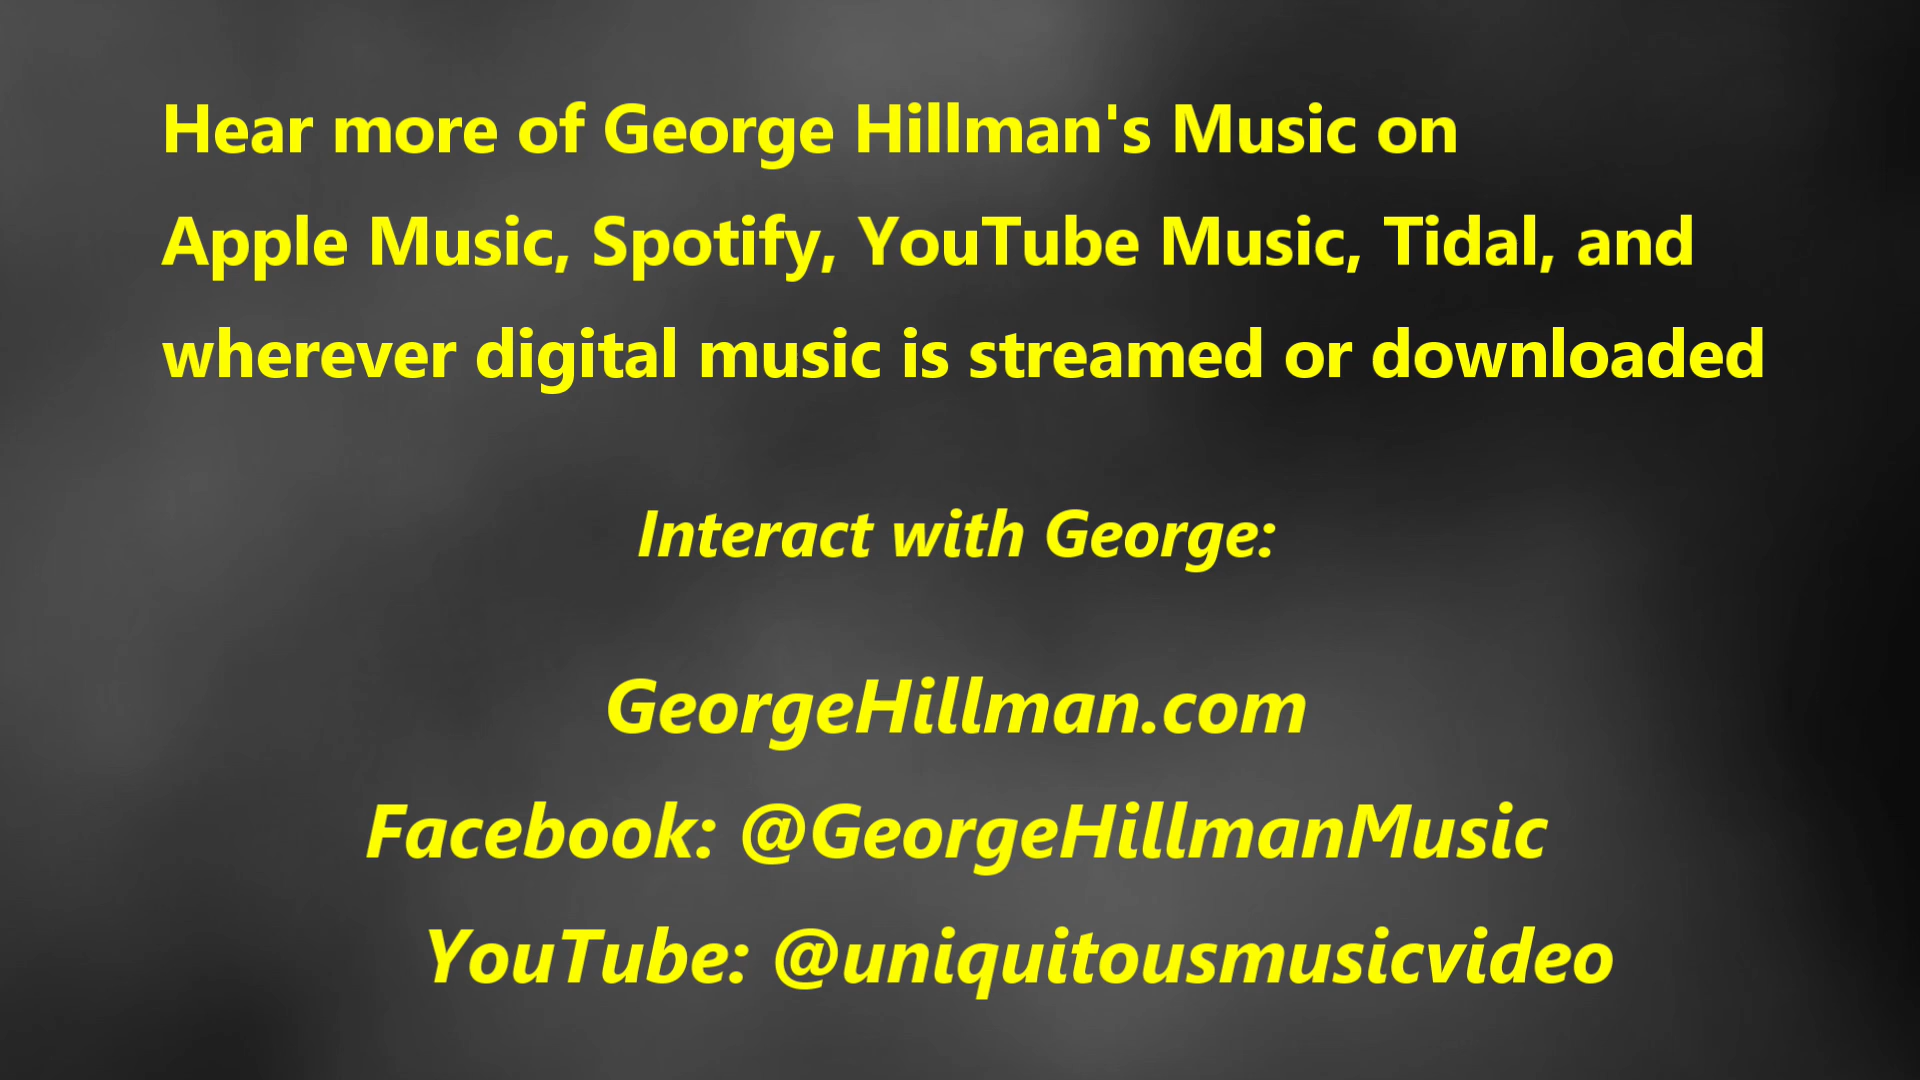 Hear more of George Hillman's Music on
Apple Music, Spotify, YouTube Music, Tidal, and
wherever digital music is streamed or downloaded
Interact with George:
GeorgeHillman.com
Facebook: @GeorgeHillmanMusic
YouTube: @uniquitousmusicvideo